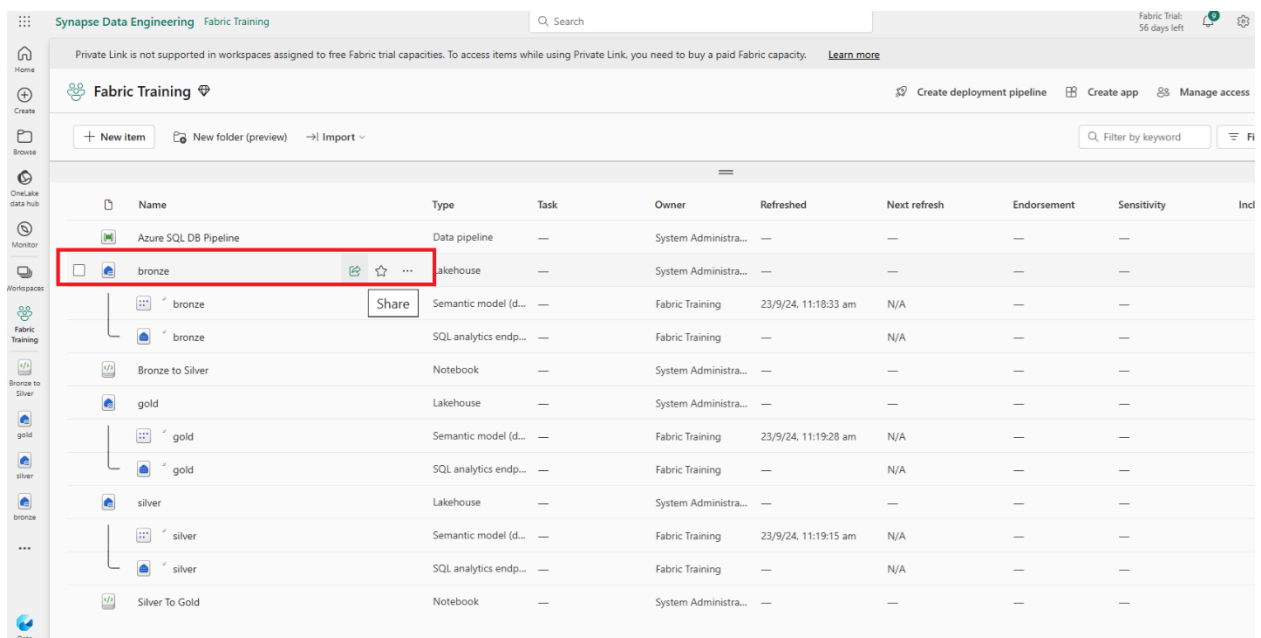 Synapse Data Engineering Fabric Training Search Fabric Trial: 56 days left 9
Home
Create
Browse
OneLake data hub
Monitor
Workspaces
Fabric Training
Bronze to Silver
gold
silver
bronze
...
Private Link is not supported in workspaces assigned to free Fabric trial capacities. To access items while using Private Link, you need to buy a paid Fabric capacity. Learn more
Fabric Training Create deployment pipeline Create app Manage access
New item New folder (preview) Import Filter by keyword Fi
Name Type Task Owner Refreshed Next refresh Endorsement Sensitivity Incl
Azure SQL DB Pipeline Data pipeline — System Administra... — — — —
bronze ... Lakehouse — System Administra... — — — —
Share
bronze Semantic model (d... — Fabric Training 23/9/24, 11:18:33 am N/A — —
bronze SQL analytics endp... — Fabric Training — N/A — —
Bronze to Silver Notebook — System Administra... — — — —
gold Lakehouse — System Administra... — — — —
gold Semantic model (d... — Fabric Training 23/9/24, 11:19:28 am N/A — —
gold SQL analytics endp... — Fabric Training — N/A — —
silver Lakehouse — System Administra... — — — —
silver Semantic model (d... — Fabric Training 23/9/24, 11:19:15 am N/A — —
silver SQL analytics endp... — Fabric Training — N/A — —
Silver To Gold Notebook — System Administra... — — — —